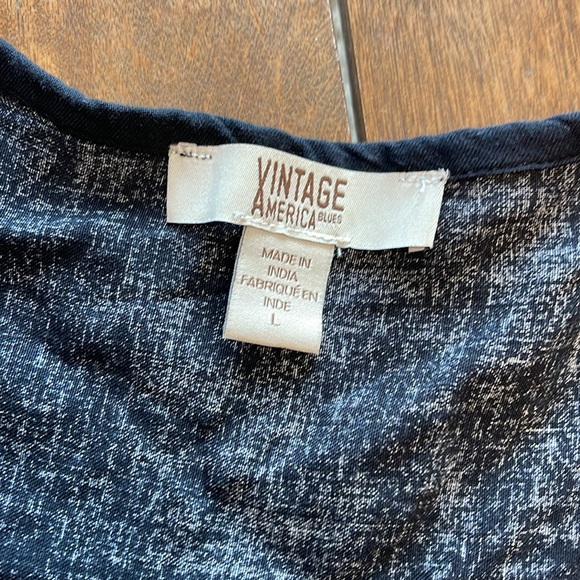 VINTAGE
AMERICA BLUES
MADE IN
INDIA
FABRIQUÉ EN
INDE
L